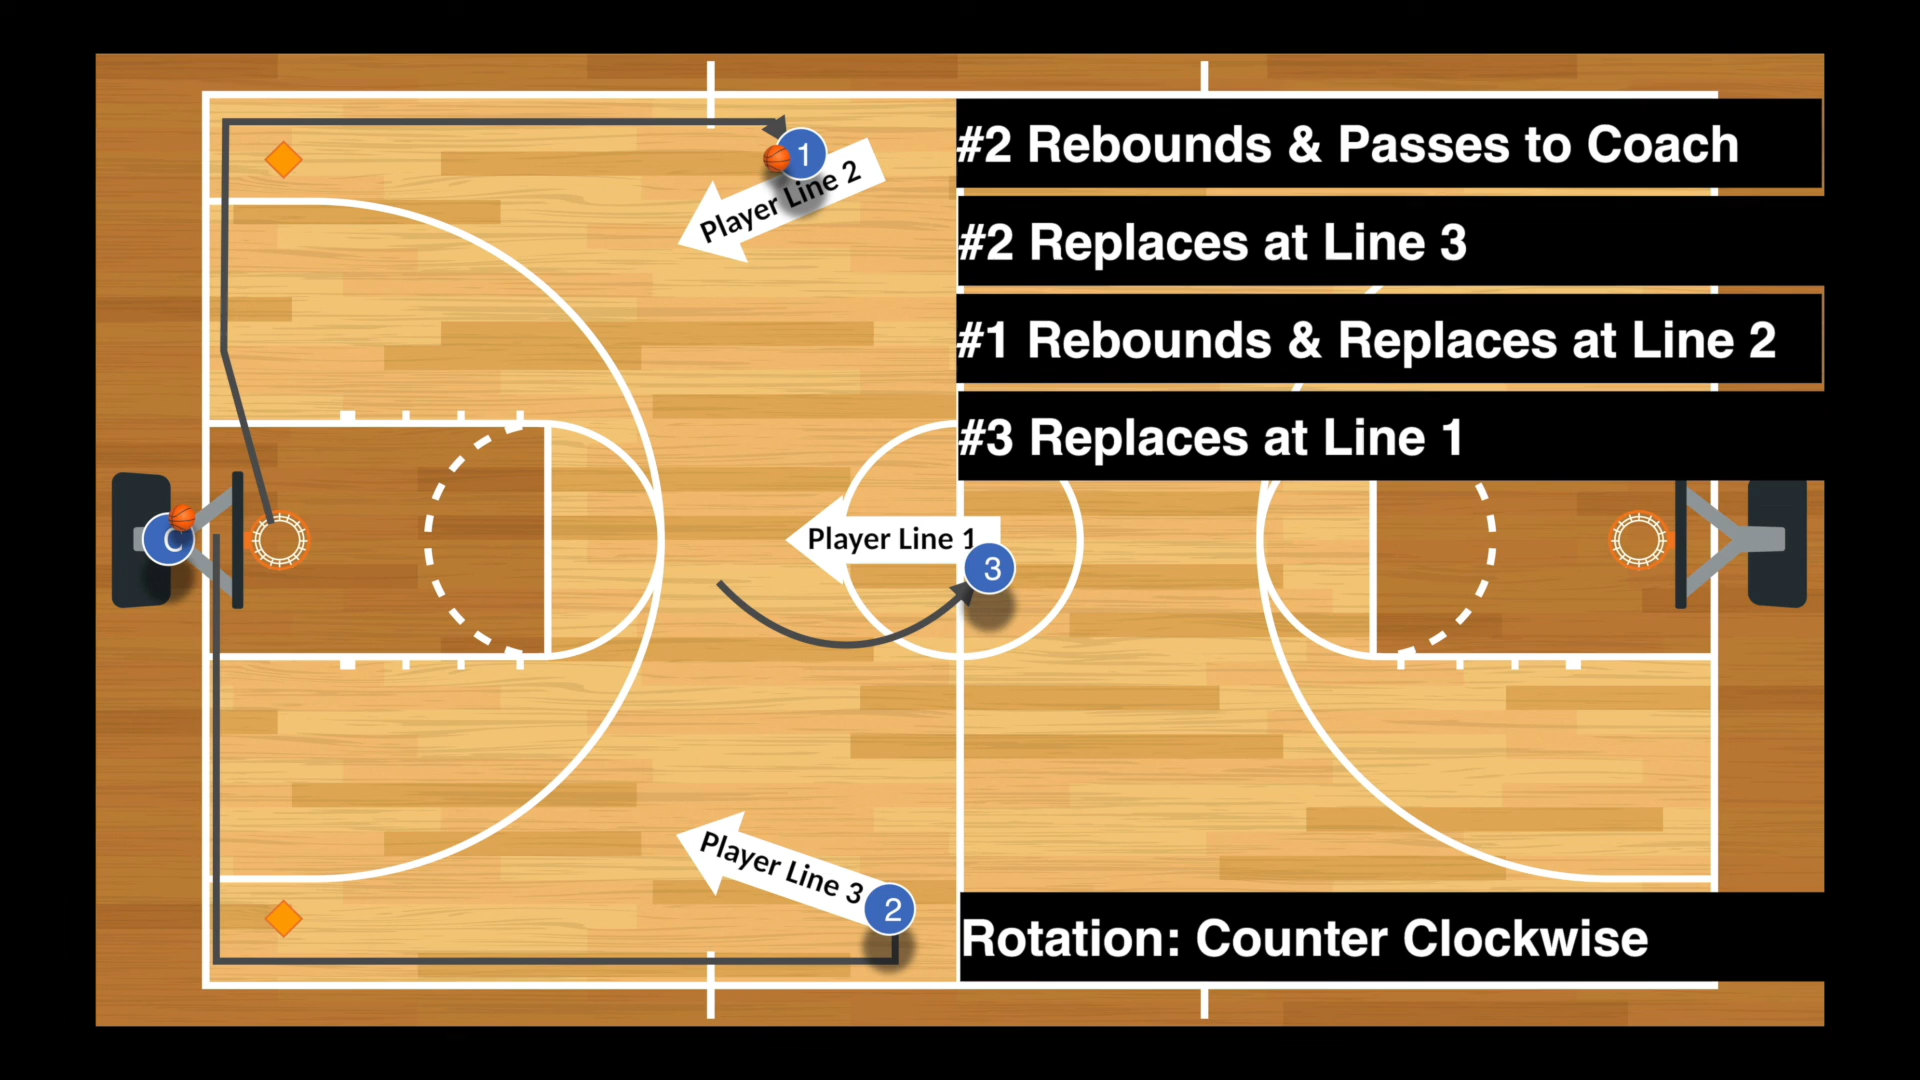 #2 Rebounds & Passes to Coach
#2 Replaces at Line 3
#1 Rebounds & Replaces at Line 2
#3 Replaces at Line 1
1
Player Line 2
Player Line 1
3
C
Player Line 3
2
Rotation: Counter Clockwise